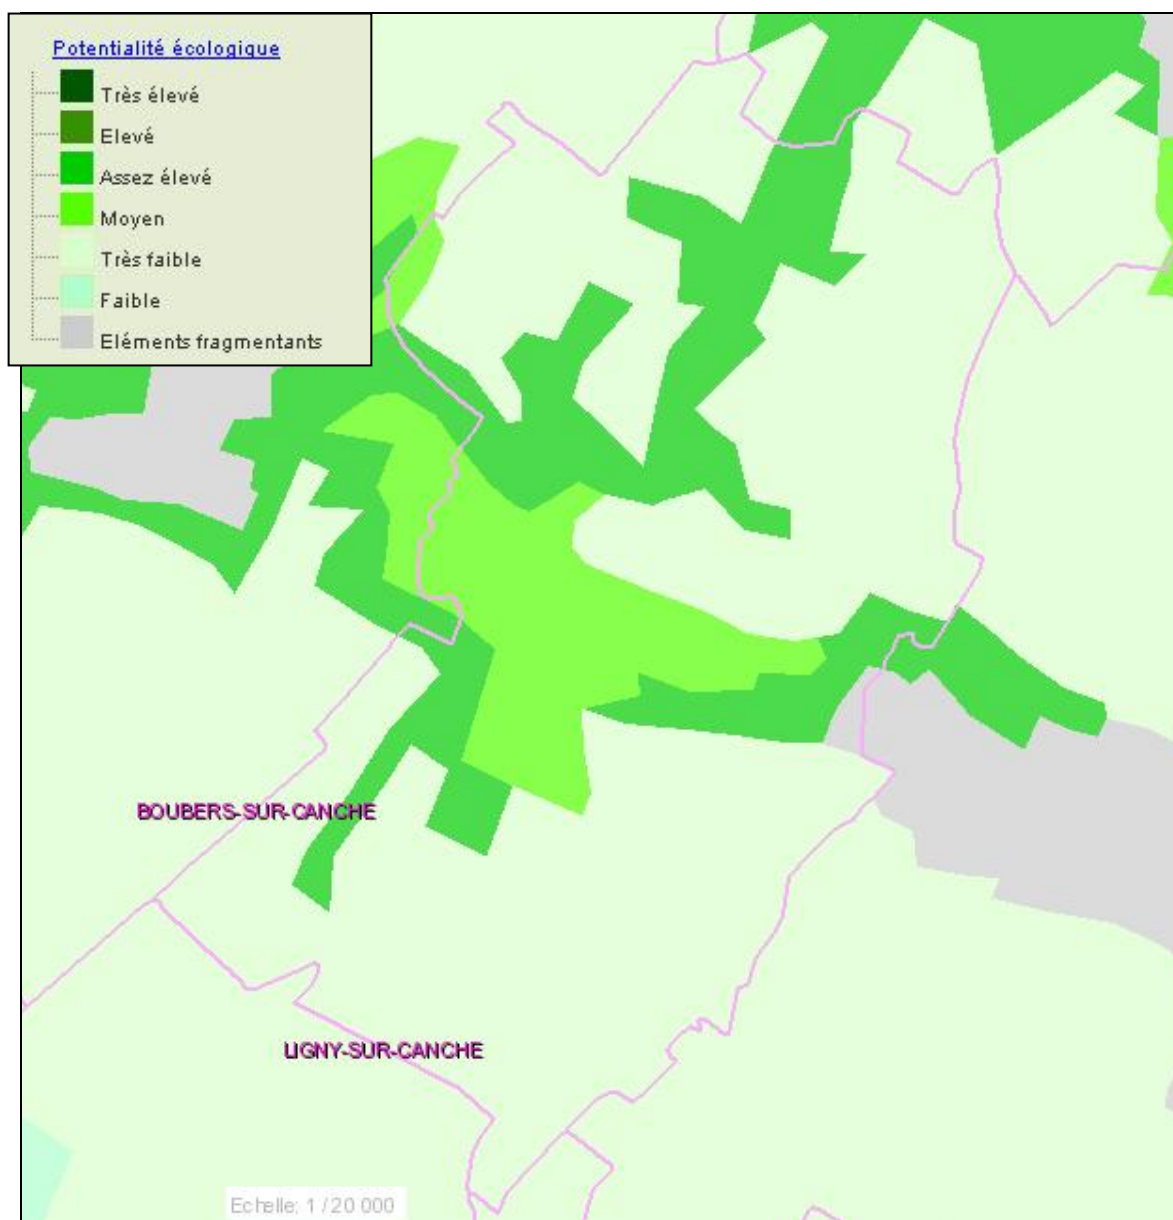 Potentialité écologique
Très élevé
Elevé
Assez élevé
Moyen
Très faible
Faible
Eléments fragmentants
BOUBERS-SUR-CANCHE
LIGNY-SUR-CANCHE
Echelle: 1 / 20 000